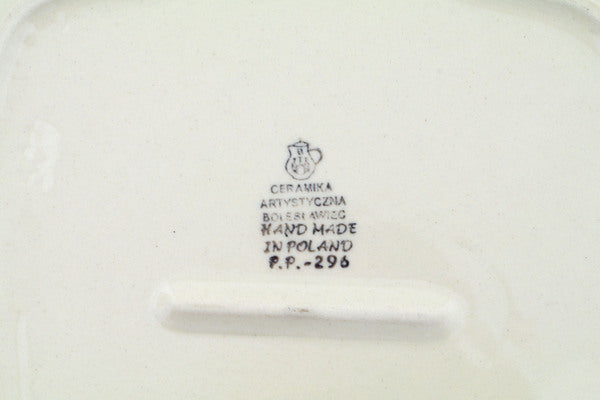 CERAMIKA
ARTYSTYCZNA
BOLESŁAWIEC
HAND MADE
IN POLAND
P.P.-296